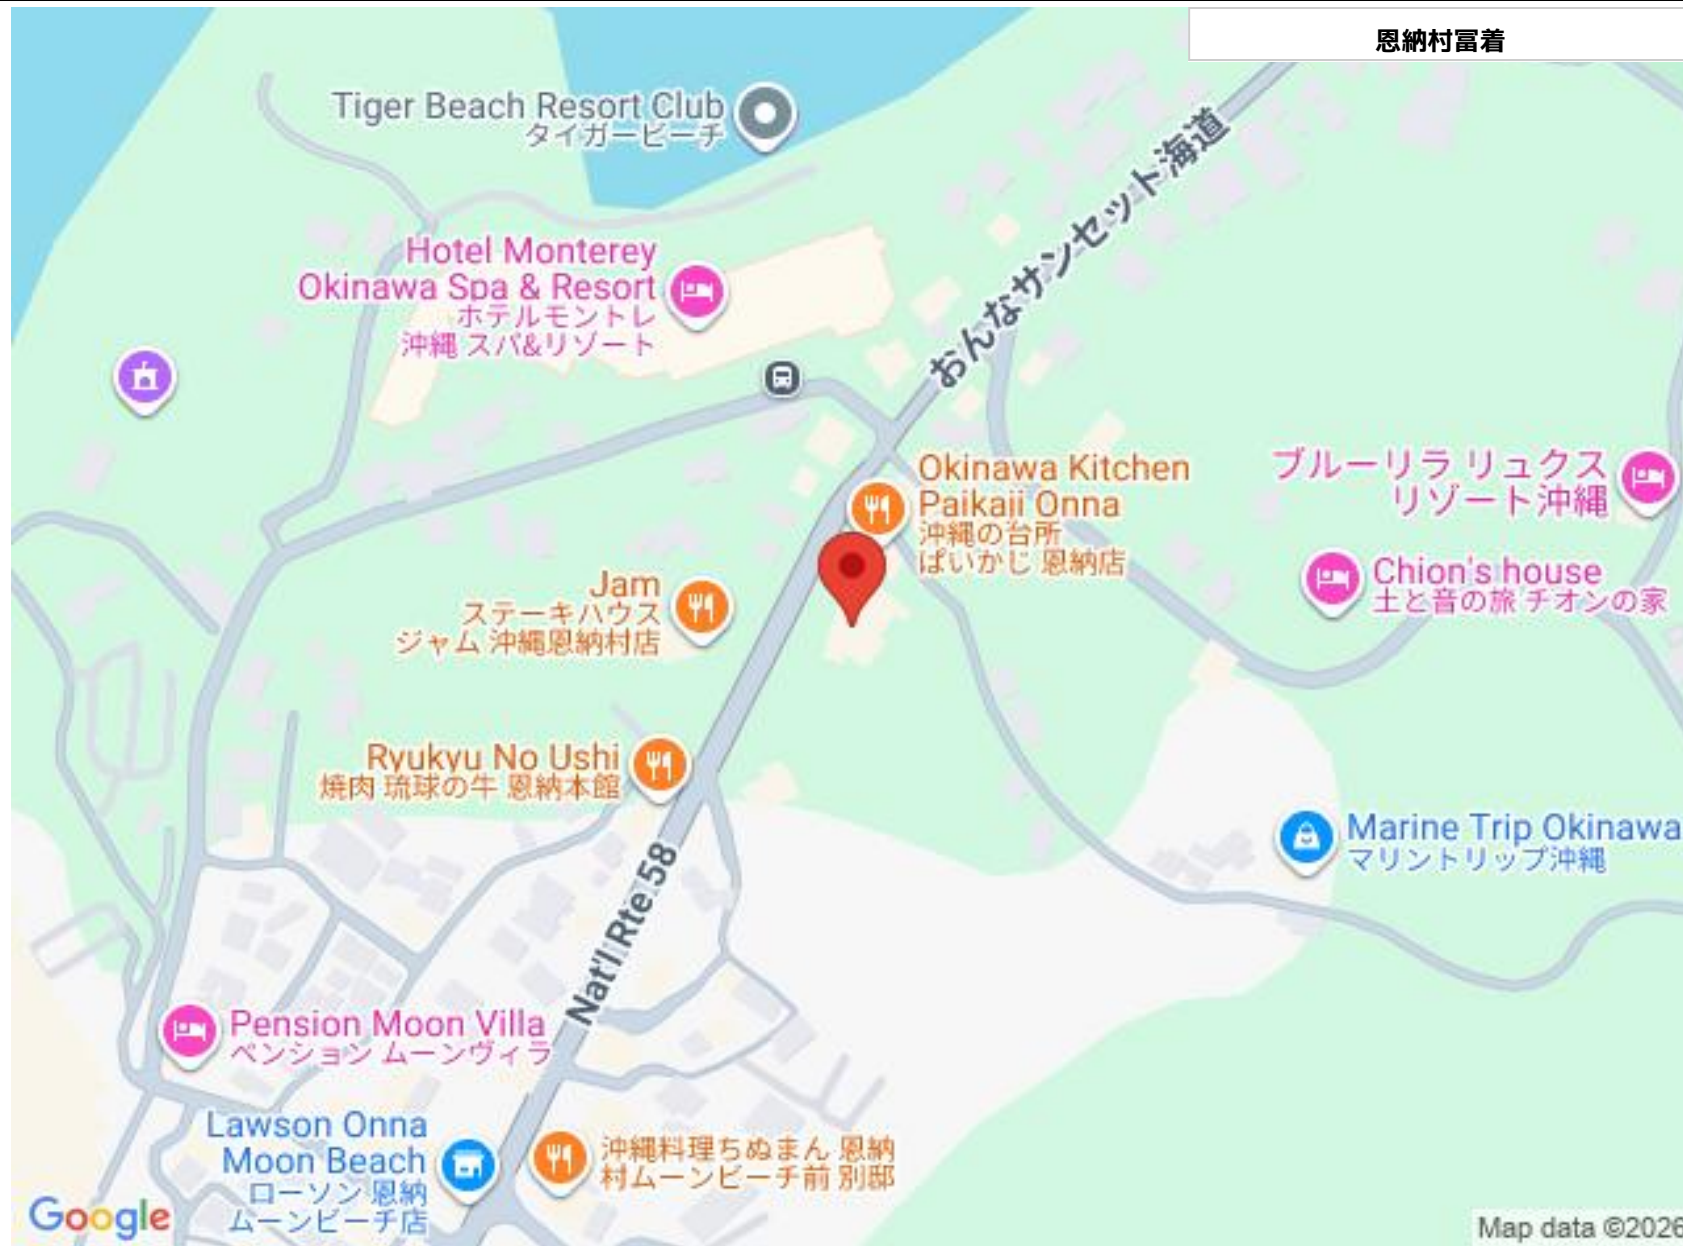 恩納村冨着
Tiger Beach Resort Club
タイガービーチ
おんなサンセット海道
Hotel Monterey
Okinawa Spa & Resort
ホテルモントレ
沖縄 スパ&リゾート
Okinawa Kitchen
Paikaji Onna
沖縄の台所
ぱいかじ 恩納店
ブルーリラ リュクス
リゾート沖縄
Chion's house
土と音の旅 チオンの家
Jam
ステーキハウス
ジャム 沖縄恩納村店
Ryukyu No Ushi
焼肉 琉球の牛 恩納本館
Marine Trip Okinawa
マリントリップ沖縄
Nat'l Rte 58
Pension Moon Villa
ペンション ムーンヴィラ
Lawson Onna
Moon Beach
ローソン 恩納
ムーンビーチ店
沖縄料理ちぬまん 恩納
村ムーンビーチ前 別邸
Google
Map data ©2026